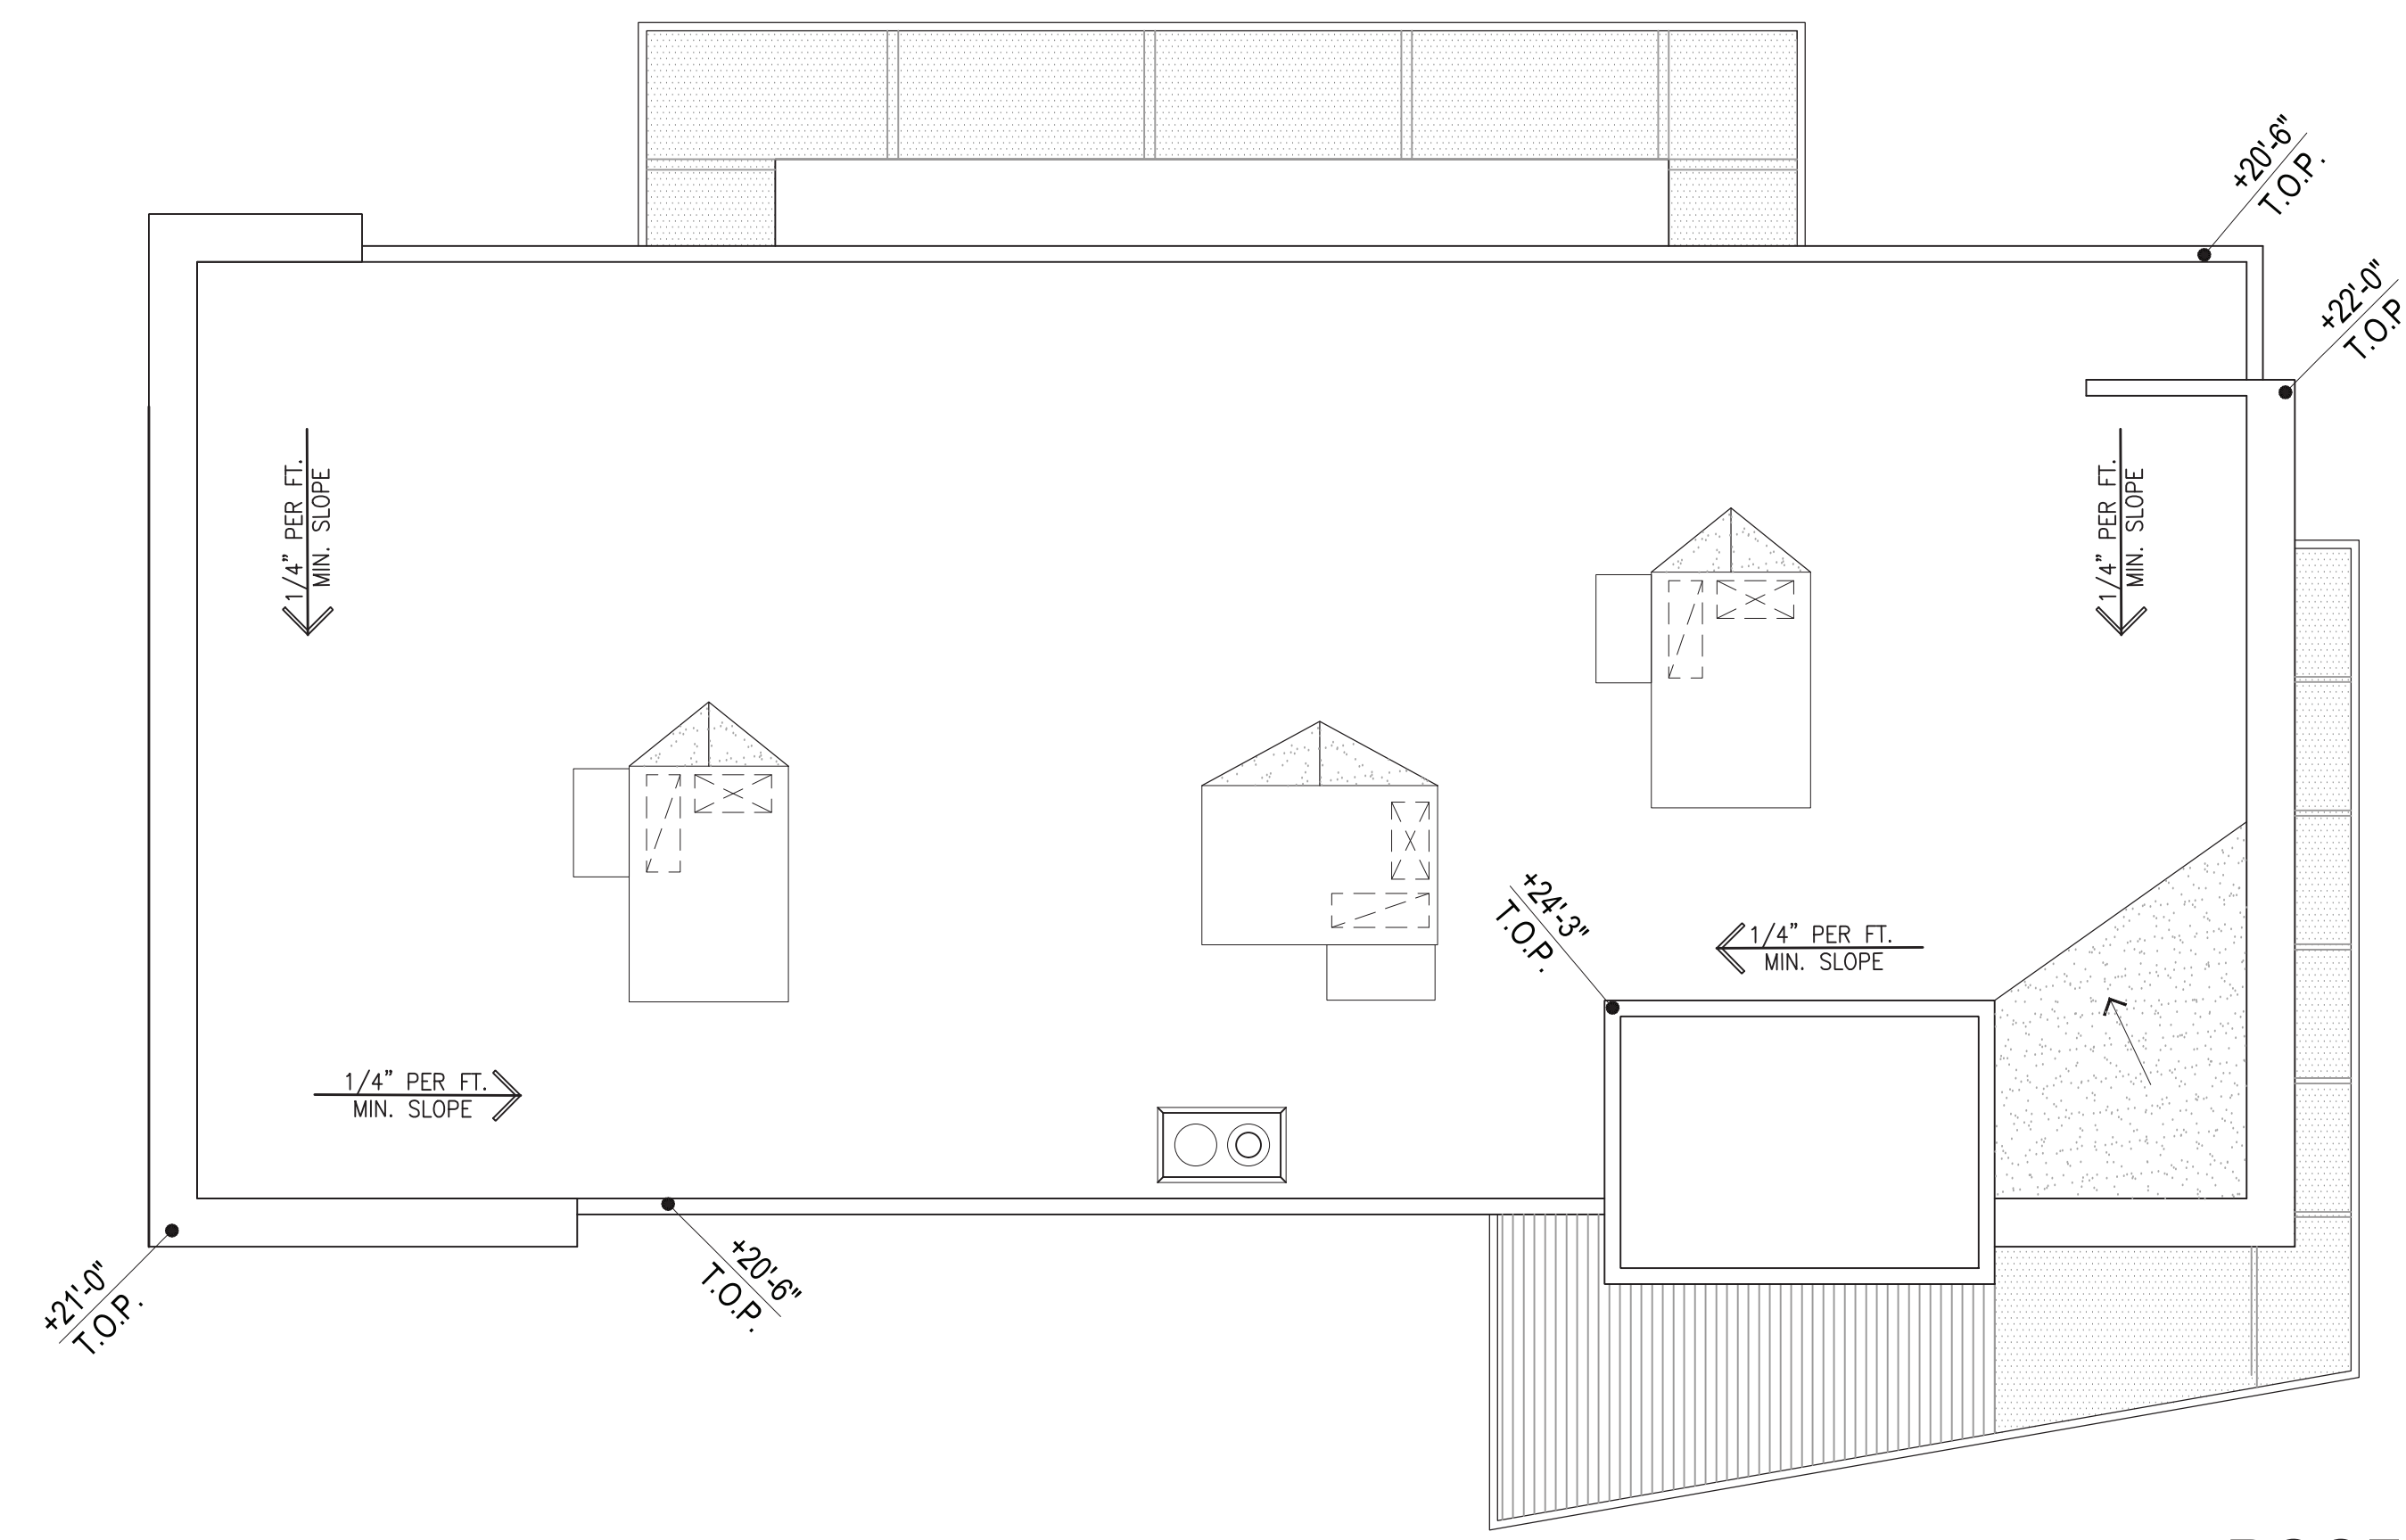 +20'-6"
T.O.P.
+22'-0"
T.O.P
1/4" PER FT.
MIN. SLOPE
1/4" PER FT.
MIN. SLOPE
+24'-3"
T.O.P.
1/4" PER FT.
MIN. SLOPE
1/4" PER FT.
MIN. SLOPE
+21'-0"
T.O.P.
+20'-6"
T.O.P.